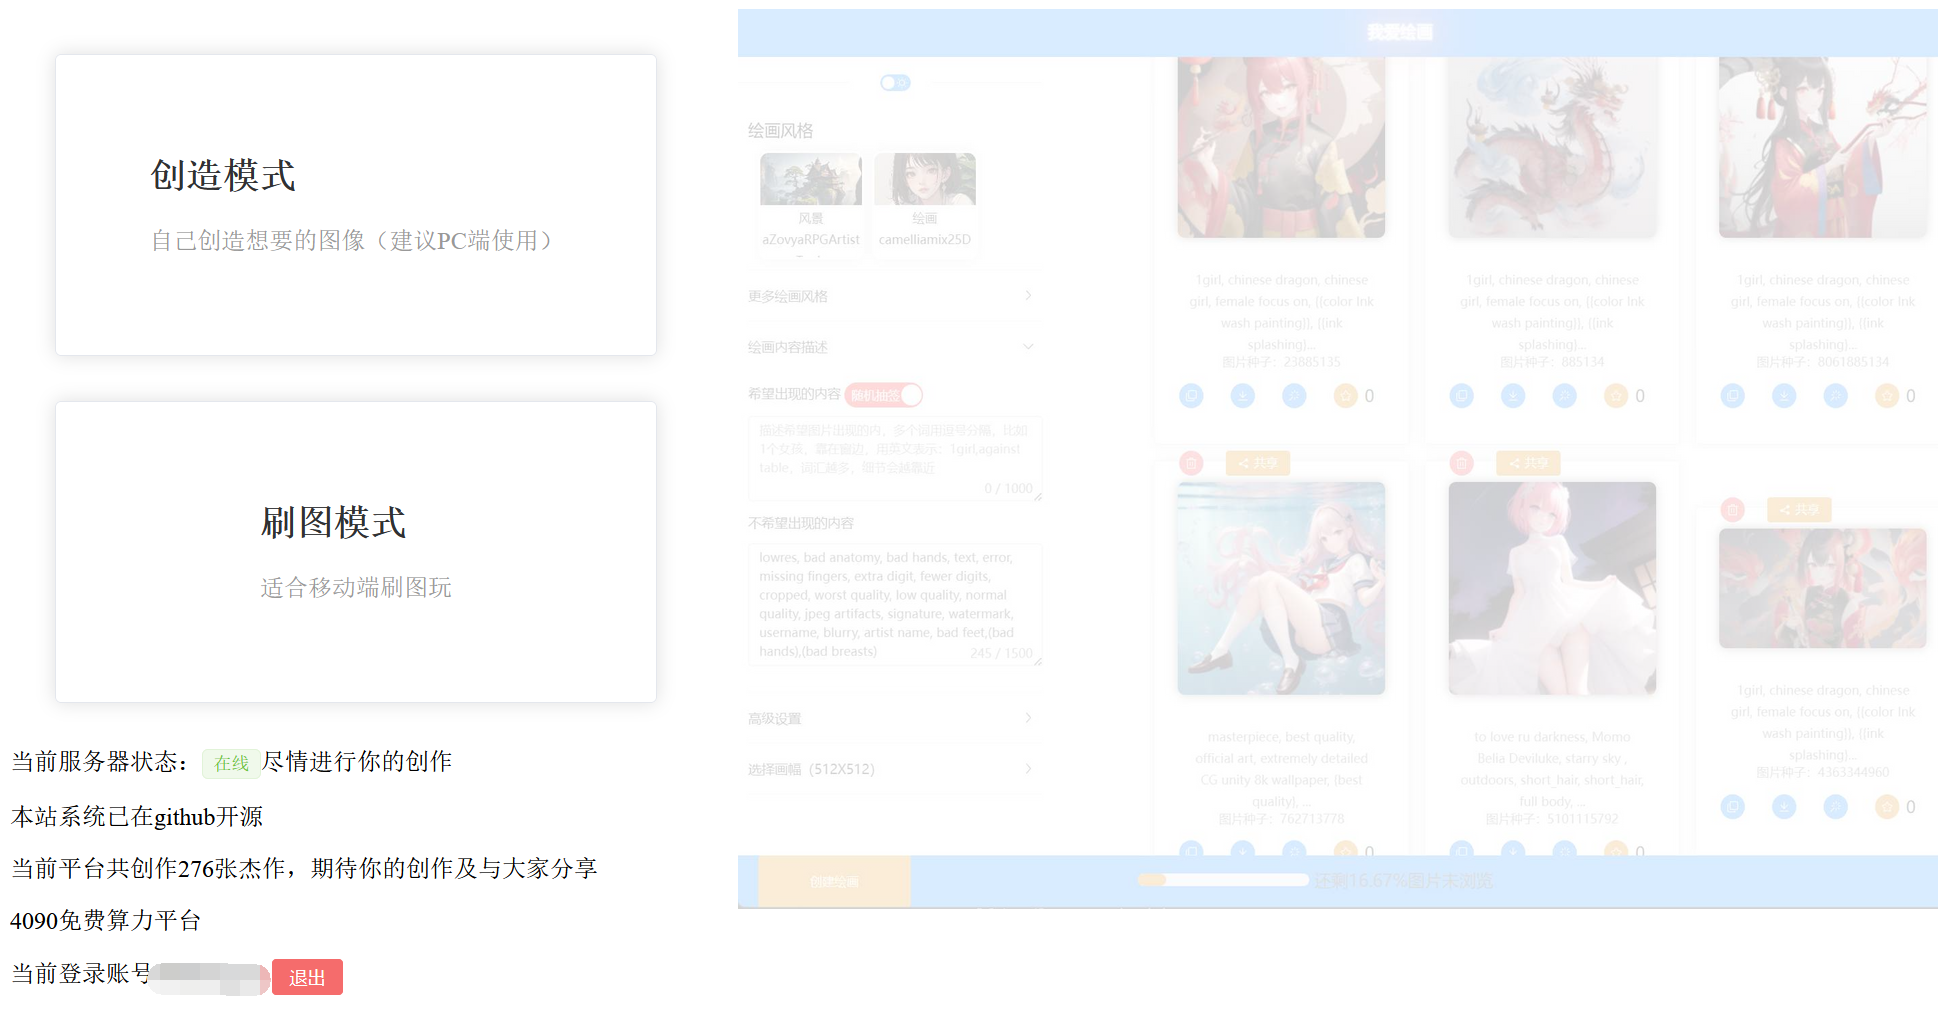 创造模式
自己创造想要的图像（建议PC端使用）
刷图模式
适合移动端刷图玩
当前服务器状态：在线 尽情进行你的创作
本站系统已在github开源
当前平台共创作276张杰作，期待你的创作及与大家分享
4090免费算力平台
当前登录账号
退出
我爱绘画
绘画风格
风景
aZovyaRPGArtist
绘画
camelliamix25D
更多绘画风格
绘画内容描述
希望出现的内容 随机抽签
描述希望图片出现的内，多个词用逗号分隔，比如
1个女孩，靠在窗边，用英文表示：1girl,against
table，词汇越多，细节会越靠近
0 / 1000
不希望出现的内容
lowres, bad anatomy, bad hands, text, error,
missing fingers, extra digit, fewer digits,
cropped, worst quality, low quality, normal
quality, jpeg artifacts, signature, watermark,
username, blurry, artist name, bad feet,(bad
hands),(bad breasts)
245 / 1500
高级设置
选择画幅（512X512）
创建绘画
1girl, chinese dragon, chinese
girl, female focus on, {{color Ink
wash painting}}, {{ink
splashing}...
图片种子：23885135
0
1girl, chinese dragon, chinese
girl, female focus on, {{color Ink
wash painting}}, {{ink
splashing}...
图片种子：885134
0
1girl, chinese dragon, chinese
girl, female focus on, {{color Ink
wash painting}}, {{ink
splashing}...
图片种子：8061885134
0
共享
masterpiece, best quality,
official art, extremely detailed
CG unity 8k wallpaper, (best
quality), ...
图片种子：762713778
0
共享
to love ru darkness, Momo
Belia Deviluke, starry sky ,
outdoors, short_hair, short_hair,
full body, ...
图片种子：5101115792
0
共享
1girl, chinese dragon, chinese
girl, female focus on, {{color Ink
wash painting}}, {{ink
splashing}...
图片种子：4363344960
0
还剩16.67%图片未浏览